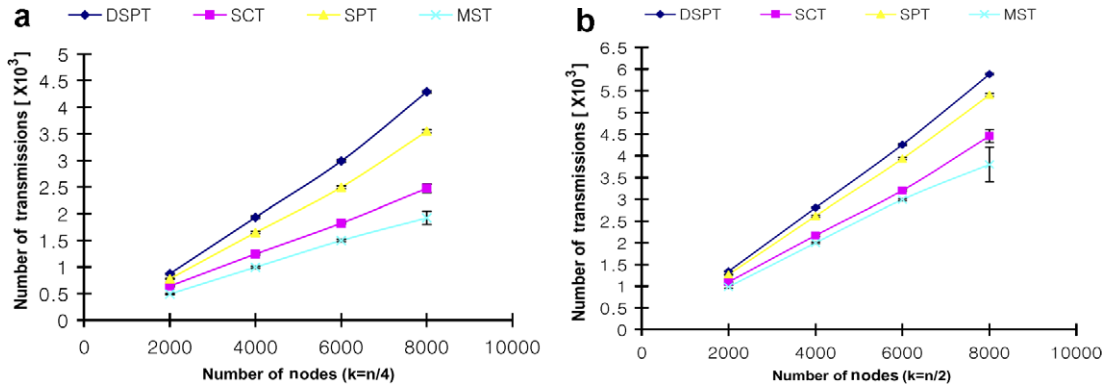 a
DSPT SCT SPT MST
Number of transmissions [ X10³]
5
4.5
4
3.5
3
2.5
2
1.5
1
0.5
0
0 2000 4000 6000 8000 10000
Number of nodes (k=n/4)
b
DSPT SCT SPT MST
Number of transmissions [ X10³]
6.5
6
5.5
5
4.5
4
3.5
3
2.5
2
1.5
1
0.5
0
0 2000 4000 6000 8000 10000
Number of nodes (k=n/2)